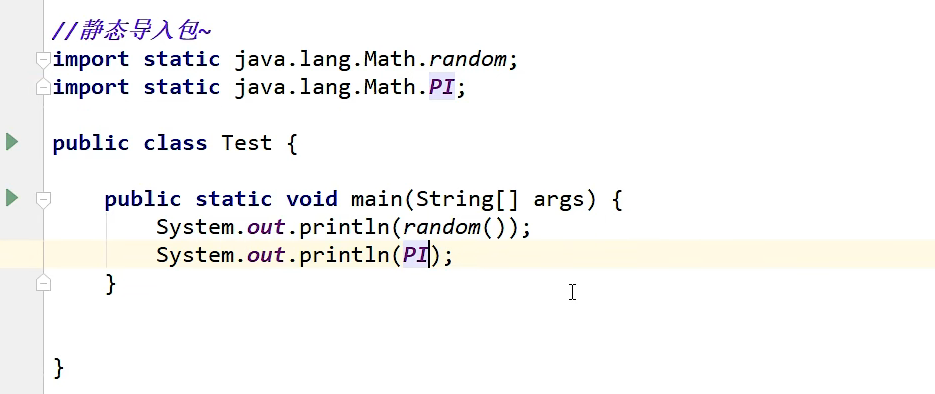 //静态导入包~
import static java.lang.Math.random;
import static java.lang.Math.PI;
public class Test {
public static void main(String[] args) {
System.out.println(random());
System.out.println(PI);
}
}